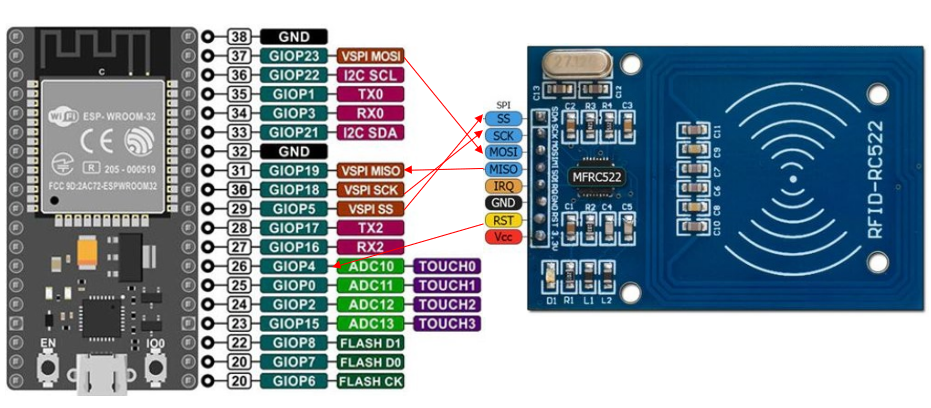 38 GND
37 GIOP23 VSPI MOSI
36 GIOP22 I2C SCL
35 GIOP1 TX0
34 GIOP3 RX0
33 GIOP21 I2C SDA
32 GND
31 GIOP19 VSPI MISO
30 GIOP18 VSPI SCK
29 GIOP5 VSPI SS
28 GIOP17 TX2
27 GIOP16 RX2
26 GIOP4 ADC10 TOUCH0
25 GIOP0 ADC11 TOUCH1
24 GIOP2 ADC12 TOUCH2
23 GIOP15 ADC13 TOUCH3
22 GIOP8 FLASH D1
20 GIOP7 FLASH D0
20 GIOP6 FLASH CK
C
Wi Fi ESP-WROOM-32
CE
R 205-000519
FCC 9D:2AC72-ESPWROOM32
EN
IO0
SPI
SS
SCK
MOSI
MISO
IRQ
GND
RST
Vcc
C13
C12
C2 R3 R4 C3
SDA
SCK
MOSI
MISO
IRQ
GND
RST
3.3V
MFRC522
C1 R2 C4 C5
D1 R1 L1 L2
C11
C9
C7
C6
C8
C10
RFID-RC522